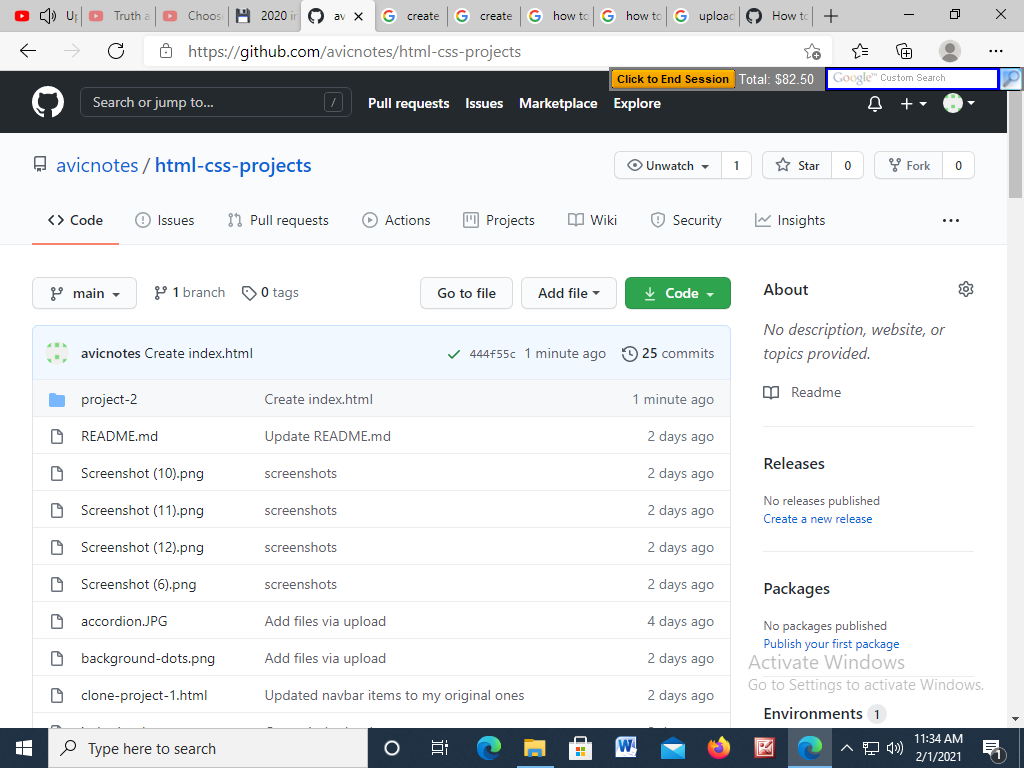 Up
Truth a
Choos
2020 in
av
create
create
how to
how to
upload
How to
https://github.com/avicnotes/html-css-projects
Click to End Session Total: $82.50 Google™ Custom Search
Search or jump to... / Pull requests Issues Marketplace Explore
avicnotes / html-css-projects Unwatch 1 Star 0 Fork 0
Code Issues Pull requests Actions Projects Wiki Security Insights ...
main 1 branch 0 tags Go to file Add file Code
About
No description, website, or
topics provided.
Readme
Releases
No releases published
Create a new release
Packages
No packages published
Publish your first package
Environments 1
avicnotes Create index.html 444f55c 1 minute ago 25 commits
project-2 Create index.html 1 minute ago
README.md Update README.md 2 days ago
Screenshot (10).png screenshots 2 days ago
Screenshot (11).png screenshots 2 days ago
Screenshot (12).png screenshots 2 days ago
Screenshot (6).png screenshots 2 days ago
accordion.JPG Add files via upload 4 days ago
background-dots.png Add files via upload 2 days ago
clone-project-1.html Updated navbar items to my original ones 2 days ago
Activate Windows
Go to Settings to activate Windows.
Type here to search
11:34 AM
2/1/2021
1